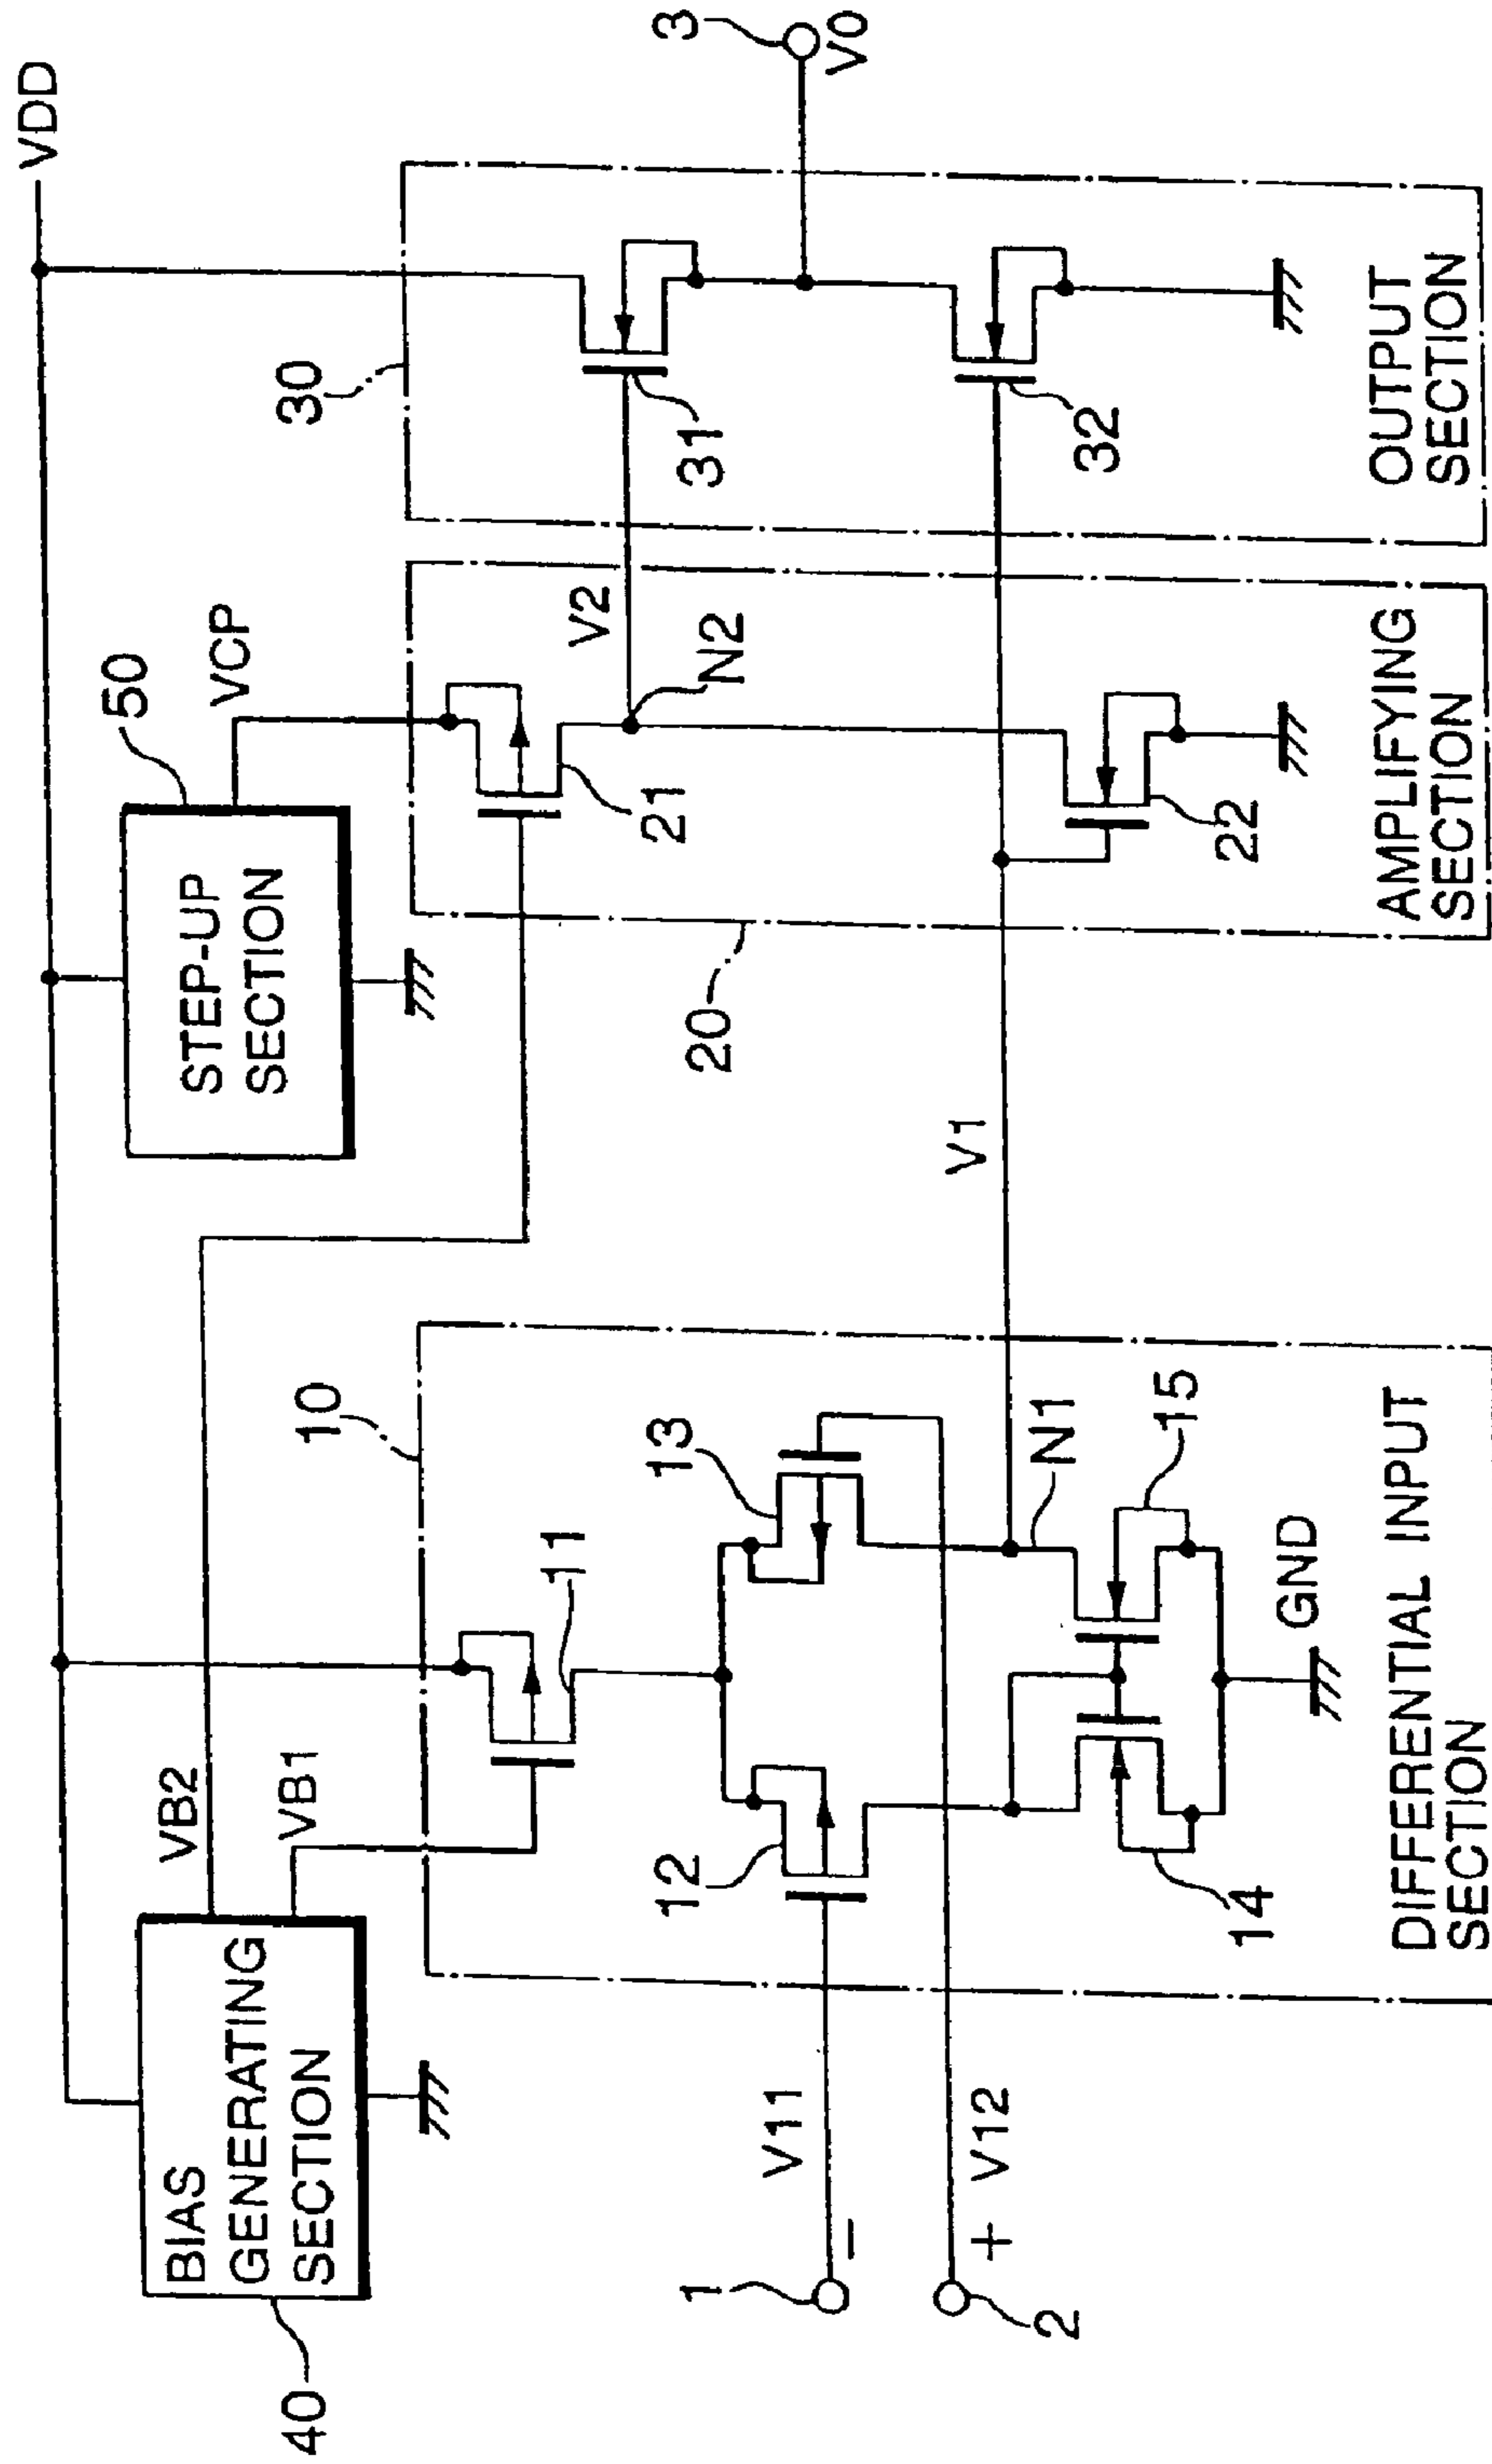 VDD
40
BIAS
GENERATING
SECTION
VB2
VB1
50
STEP-UP
SECTION
VCP
10
11
12
13
14
15
N1
GND
DIFFERENTIAL INPUT
SECTION
1
−
V11
2
+
V12
V1
20
21
22
V2
N2
AMPLIFYING
SECTION
30
31
32
OUTPUT
SECTION
3
V0